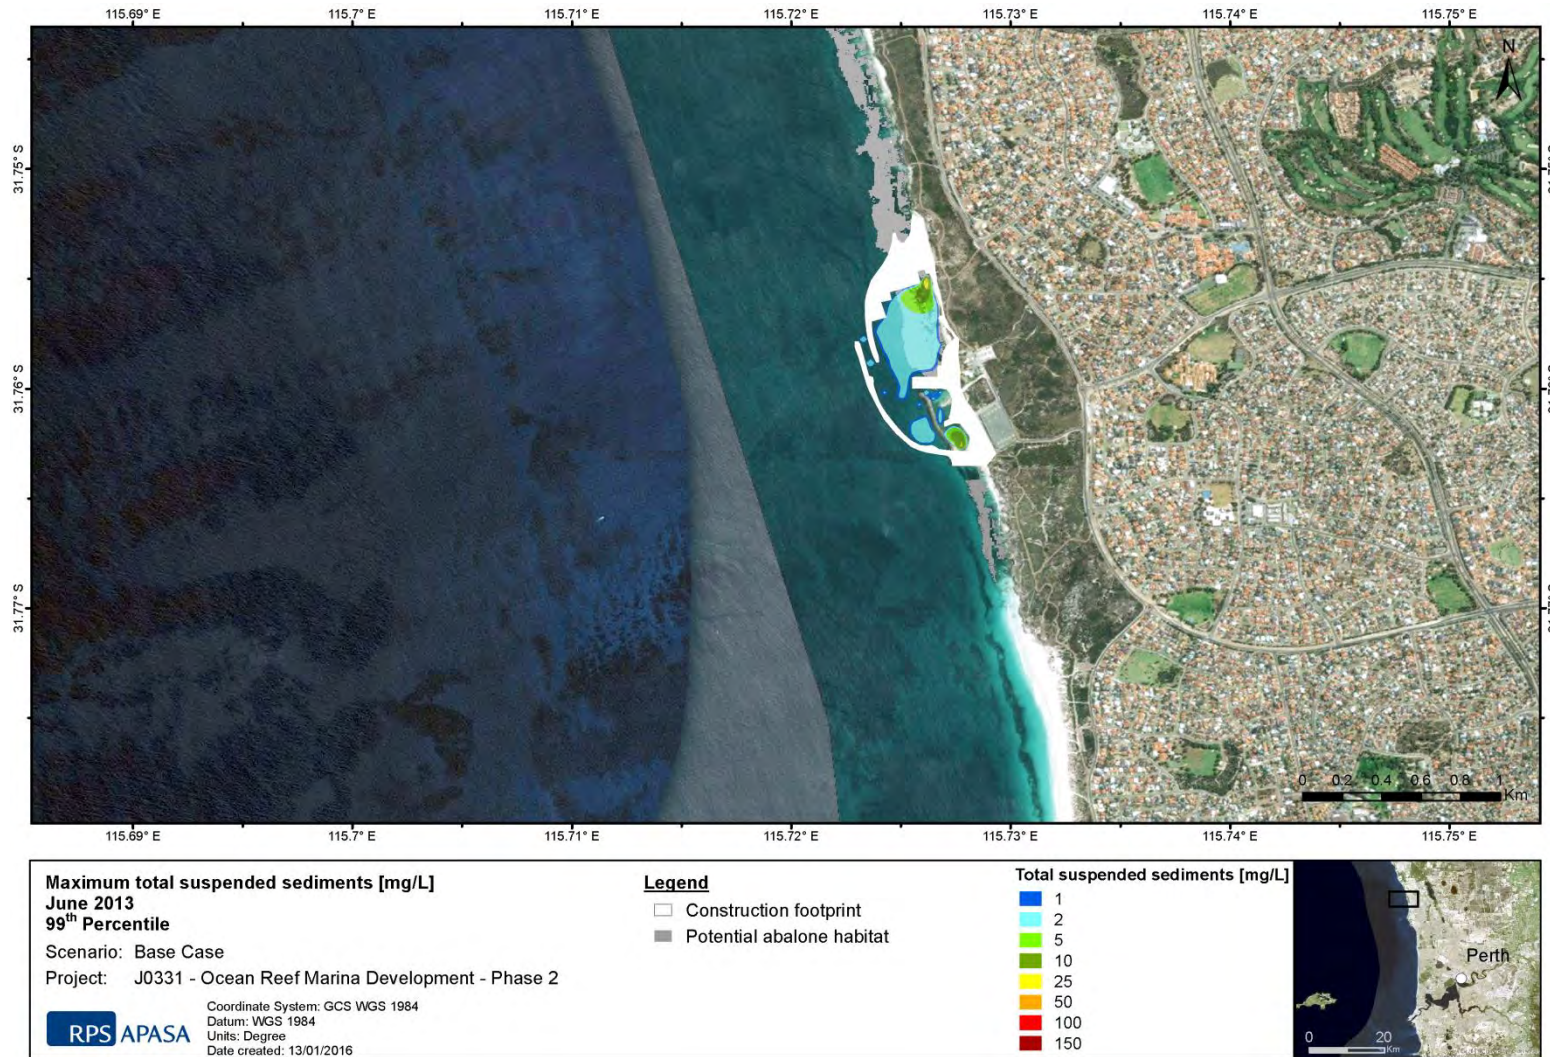 115.69° E 115.7° E 115.71° E 115.72° E 115.73° E 115.74° E 115.75° E
N
31.75° S
31.76° S
31.77° S
0 0.2 0.4 0.6 0.8 1
Km
115.69° E 115.7° E 115.71° E 115.72° E 115.73° E 115.74° E 115.75° E
Maximum total suspended sediments [mg/L]
June 2013
99th Percentile
Scenario: Base Case
Project: J0331 - Ocean Reef Marina Development - Phase 2
RPS APASA
Coordinate System: GCS WGS 1984
Datum: WGS 1984
Units: Degree
Date created: 13/01/2016
Legend
Construction footprint
Potential abalone habitat
Total suspended sediments [mg/L]
1
2
5
10
25
50
100
150
Perth
0 20
Km